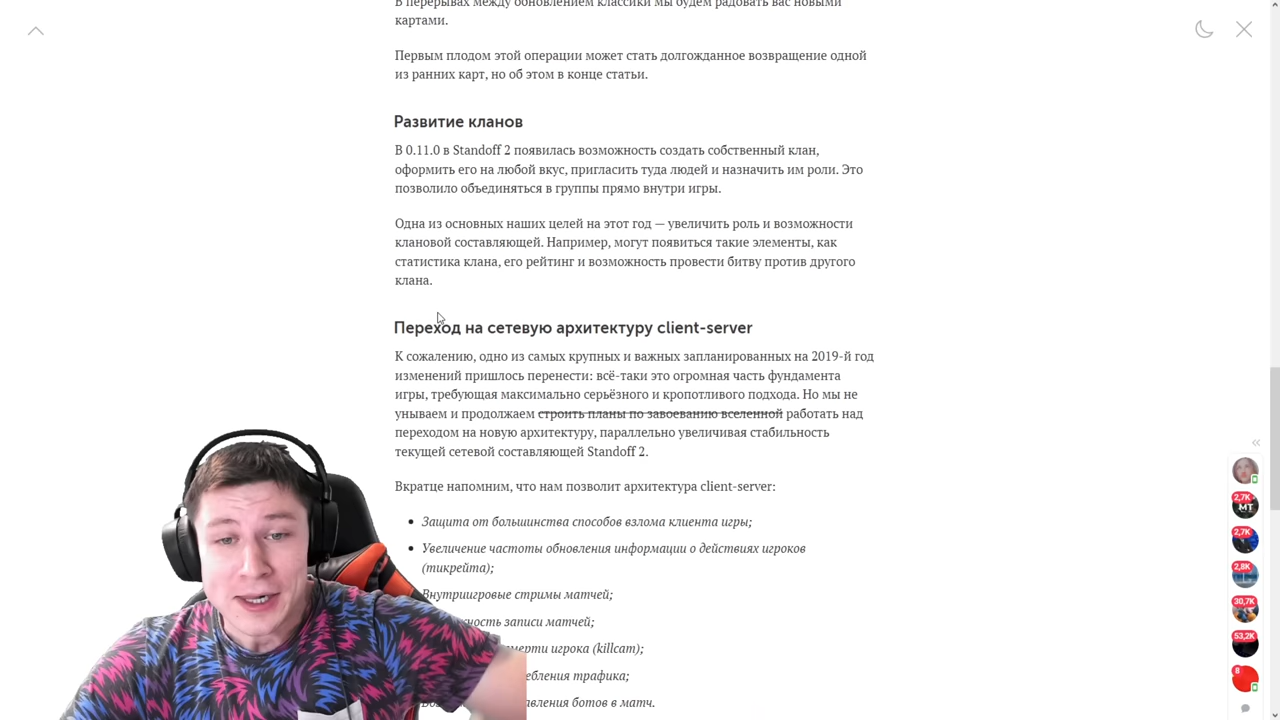 В перерывах между обновлением классики мы будем радовать вас новыми
картами.
Первым плодом этой операции может стать долгожданное возвращение одной
из ранних карт, но об этом в конце статьи.
Развитие кланов
В 0.11.0 в Standoff 2 появилась возможность создать собственный клан,
оформить его на любой вкус, пригласить туда людей и назначить им роли. Это
позволило объединяться в группы прямо внутри игры.
Одна из основных наших целей на этот год — увеличить роль и возможности
клановой составляющей. Например, могут появиться такие элементы, как
статистика клана, его рейтинг и возможность провести битву против другого
клана.
Переход на сетевую архитектуру client-server
К сожалению, одно из самых крупных и важных запланированных на 2019-й год
изменений пришлось перенести: всё-таки это огромная часть фундамента
игры, требующая максимально серьёзного и кропотливого подхода. Но мы не
унываем и продолжаем строить планы по завоеванию вселенной работать над
переходом на новую архитектуру, параллельно увеличивая стабильность
текущей сетевой составляющей Standoff 2.
Вкратце напомним, что нам позволит архитектура client-server:
Защита от большинства способов взлома клиента игры;
Увеличение частоты обновления информации о действиях игроков
(тикрейта);
Внутриигровые стримы матчей;
записи матчей;
игрока (killcam);
трафика;
ботов в матч.
2,7K
МТ
2,7K
2,8K
30,7K
53,2K
8